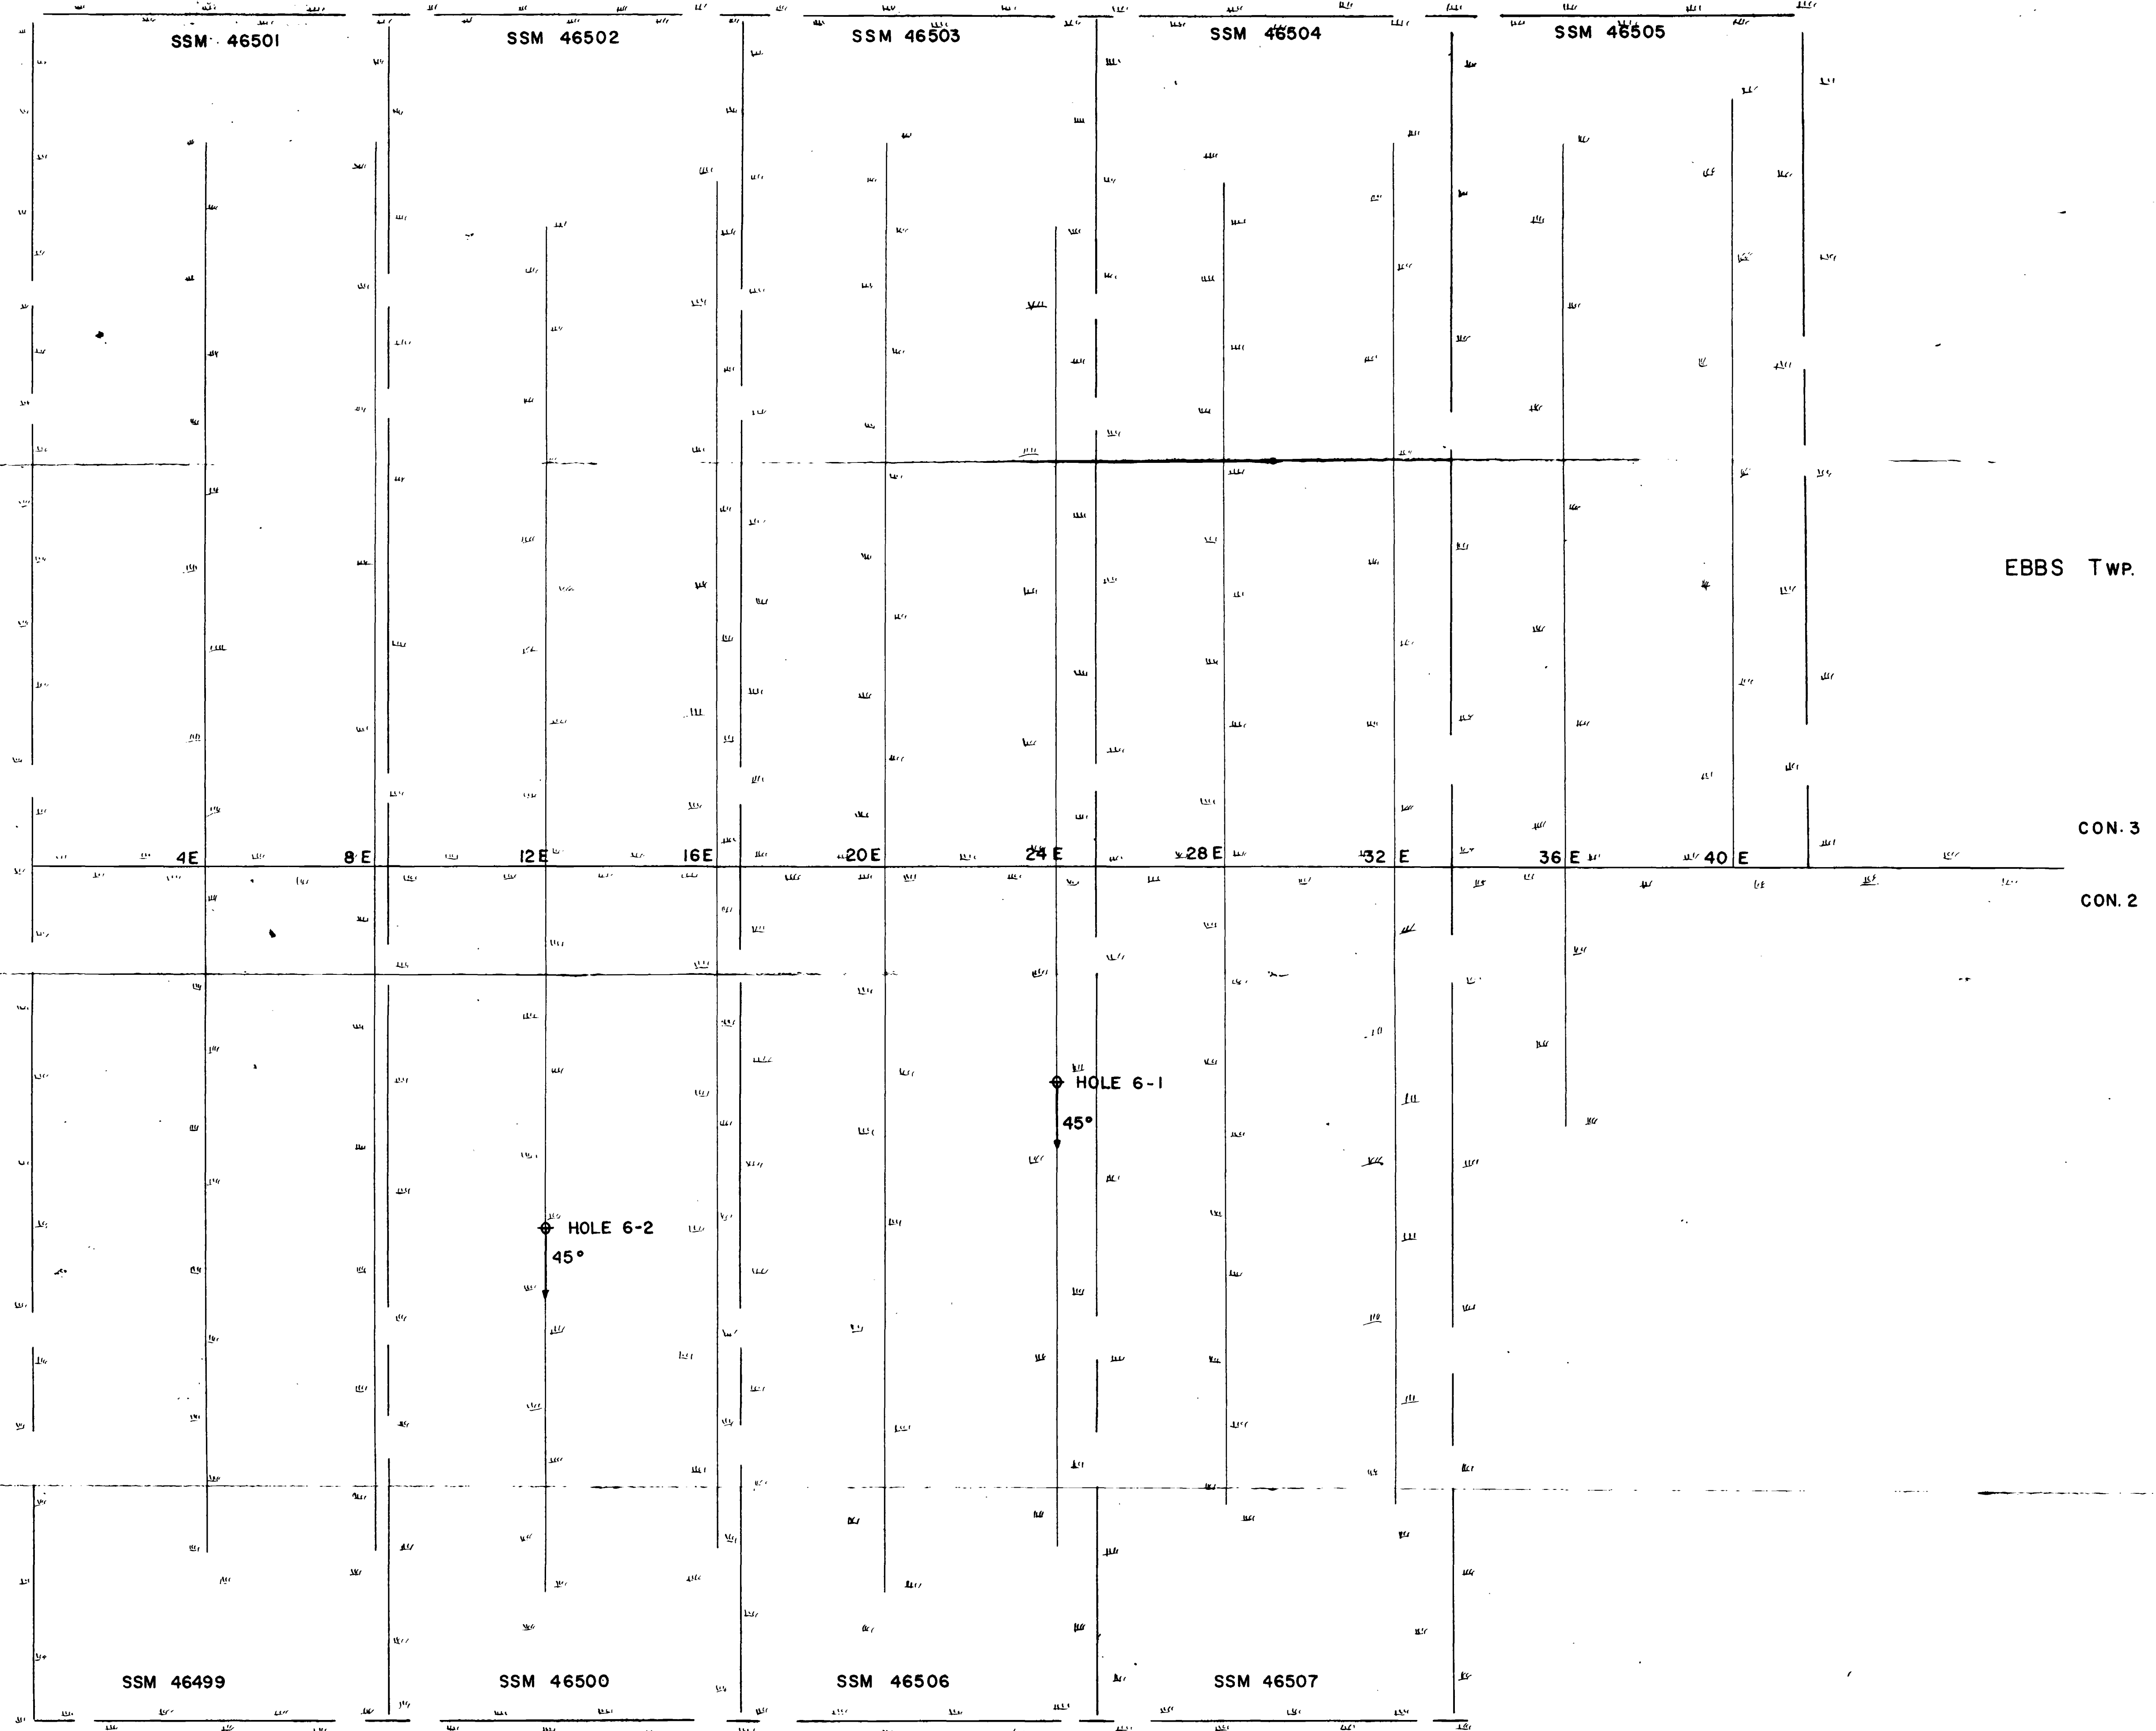 SSM 46501
SSM 46502
SSM 46503
SSM 46504
SSM 46505
EBBS TWP.
CON. 3
4E
8E
12E
16E
20E
24E
28E
32E
36E
40E
CON. 2
HOLE 6-1
45°
HOLE 6-2
45°
SSM 46499
SSM 46500
SSM 46506
SSM 46507